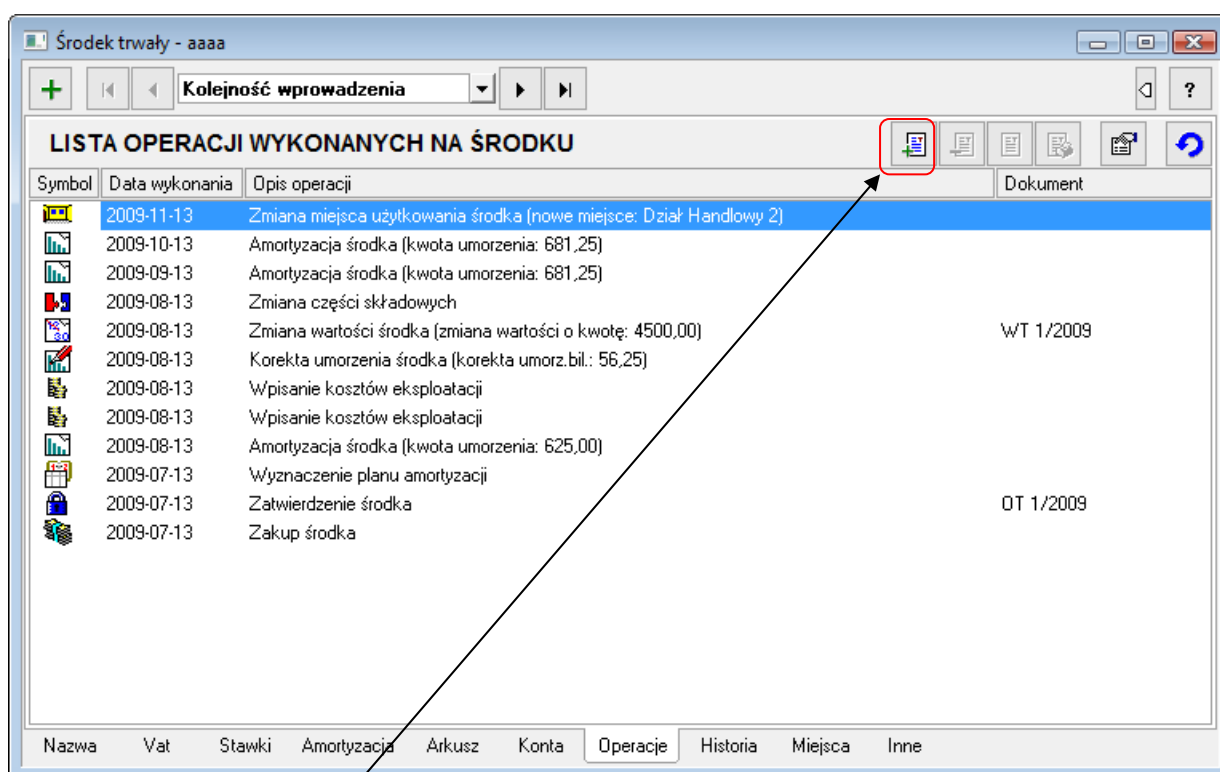 Środek trwały - aaaa
Kolejność wprowadzenia
?
LISTA OPERACJI WYKONANYCH NA ŚRODKU
Symbol Data wykonania Opis operacji Dokument
2009-11-13 Zmiana miejsca użytkowania środka (nowe miejsce: Dział Handlowy 2)
2009-10-13 Amortyzacja środka (kwota umorzenia: 681,25)
2009-09-13 Amortyzacja środka (kwota umorzenia: 681,25)
2009-08-13 Zmiana części składowych
2009-08-13 Zmiana wartości środka (zmiana wartości o kwotę: 4500,00) WT 1/2009
2009-08-13 Korekta umorzenia środka (korekta umorz.bil.: 56,25)
2009-08-13 Wpisanie kosztów eksploatacji
2009-08-13 Wpisanie kosztów eksploatacji
2009-08-13 Amortyzacja środka (kwota umorzenia: 625,00)
2009-07-13 Wyznaczenie planu amortyzacji
2009-07-13 Zatwierdzenie środka OT 1/2009
2009-07-13 Zakup środka
Nazwa Vat Stawki Amortyzacja Arkusz Konta Operacje Historia Miejsca Inne